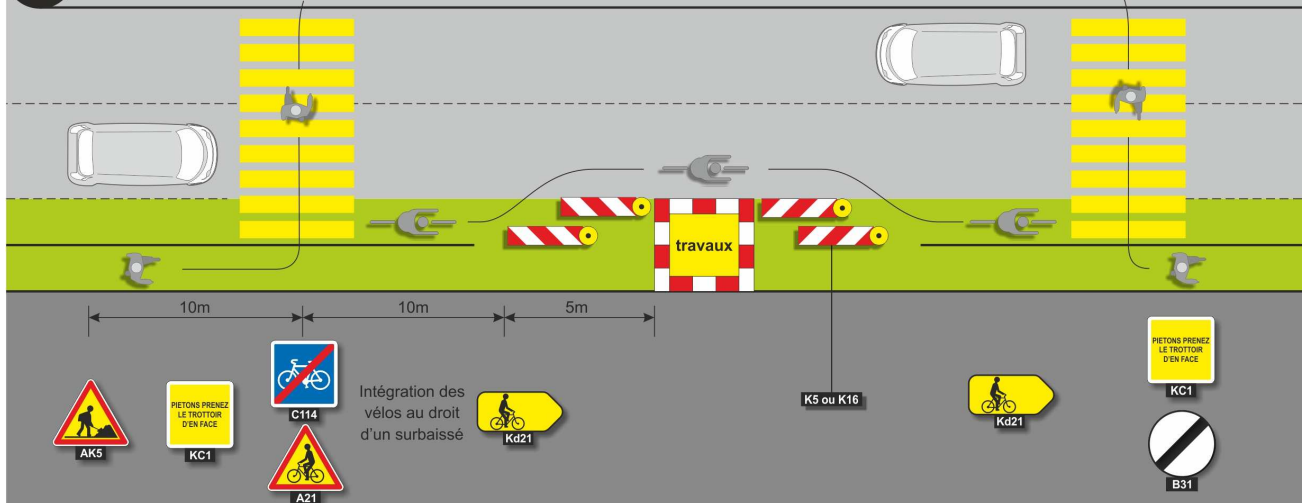 travaux
10m
10m
5m
PIETONS PRENEZ
LE TROTTOIR
D'EN FACE
KC1
AK5
PIETONS PRENEZ
LE TROTTOIR
D'EN FACE
KC1
C114
A21
Intégration des
vélos au droit
d'un surbaissé
Kd21
K5 ou K16
Kd21
B31